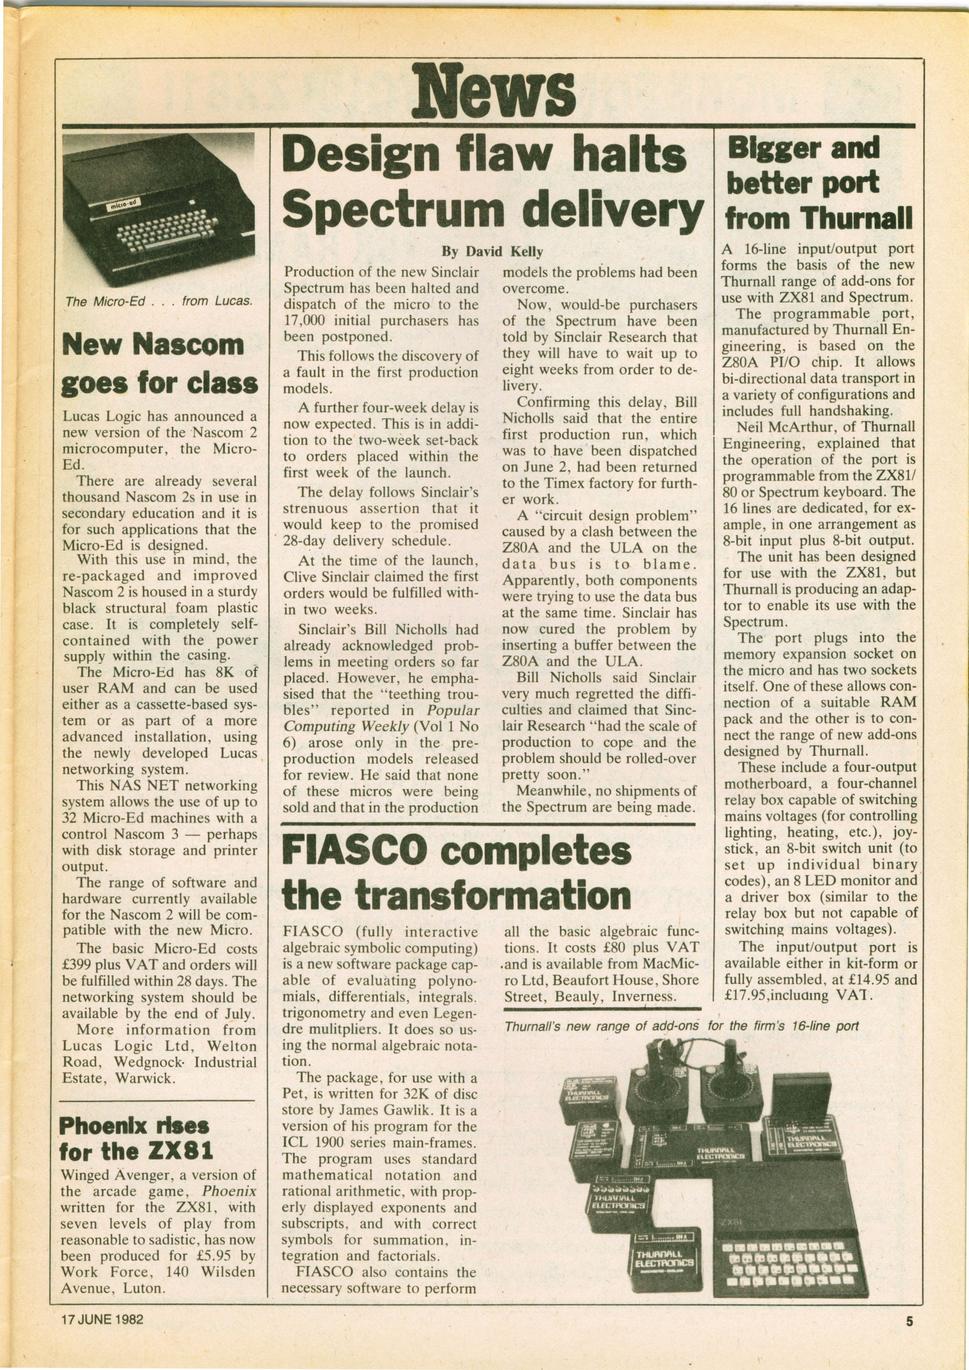 News
micro-ed
The Micro-Ed . . . from Lucas.
New Nascom
goes for class
Lucas Logic has announced a
new version of the Nascom 2
microcomputer, the Micro-
Ed.
There are already several
thousand Nascom 2s in use in
secondary education and it is
for such applications that the
Micro-Ed is designed.
With this use in mind, the
re-packaged and improved
Nascom 2 is housed in a sturdy
black structural foam plastic
case. It is completely self-
contained with the power
supply within the casing.
The Micro-Ed has 8K of
user RAM and can be used
either as a cassette-based sys-
tem or as part of a more
advanced installation, using
the newly developed Lucas
networking system.
This NAS NET networking
system allows the use of up to
32 Micro-Ed machines with a
control Nascom 3 — perhaps
with disk storage and printer
output.
The range of software and
hardware currently available
for the Nascom 2 will be com-
patible with the new Micro.
The basic Micro-Ed costs
£399 plus VAT and orders will
be fulfilled within 28 days. The
networking system should be
available by the end of July.
More information from
Lucas Logic Ltd, Welton
Road, Wedgnock Industrial
Estate, Warwick.
Phoenix rises
for the ZX81
Winged Avenger, a version of
the arcade game, Phoenix
written for the ZX81, with
seven levels of play from
reasonable to sadistic, has now
been produced for £5.95 by
Work Force, 140 Wilsden
Avenue, Luton.
Design flaw halts
Spectrum delivery
By David Kelly
Production of the new Sinclair
Spectrum has been halted and
dispatch of the micro to the
17,000 initial purchasers has
been postponed.
This follows the discovery of
a fault in the first production
models.
A further four-week delay is
now expected. This is in addi-
tion to the two-week set-back
to orders placed within the
first week of the launch.
The delay follows Sinclair's
strenuous assertion that it
would keep to the promised
28-day delivery schedule.
At the time of the launch,
Clive Sinclair claimed the first
orders would be fulfilled with-
in two weeks.
Sinclair's Bill Nicholls had
already acknowledged prob-
lems in meeting orders so far
placed. However, he empha-
sised that the “teething trou-
bles” reported in Popular
Computing Weekly (Vol 1 No
6) arose only in the pre-
production models released
for review. He said that none
of these micros were being
sold and that in the production
models the problems had been
overcome.
Now, would-be purchasers
of the Spectrum have been
told by Sinclair Research that
they will have to wait up to
eight weeks from order to de-
livery.
Confirming this delay, Bill
Nicholls said that the entire
first production run, which
was to have been dispatched
on June 2, had been returned
to the Timex factory for furth-
er work.
A “circuit design problem”
caused by a clash between the
Z80A and the ULA on the
data bus is to blame.
Apparently, both components
were trying to use the data bus
at the same time. Sinclair has
now cured the problem by
inserting a buffer between the
Z80A and the ULA.
Bill Nicholls said Sinclair
very much regretted the diffi-
culties and claimed that Sinc-
lair Research “had the scale of
production to cope and the
problem should be rolled-over
pretty soon.”
Meanwhile, no shipments of
the Spectrum are being made.
FIASCO completes
the transformation
FIASCO (fully interactive
algebraic symbolic computing)
is a new software package cap-
able of evaluating polyno-
mials, differentials, integrals,
trigonometry and even Legen-
dre mulitpliers. It does so us-
ing the normal algebraic nota-
tion.
The package, for use with a
Pet, is written for 32K of disc
store by James Gawlik. It is a
version of his program for the
ICL 1900 series main-frames.
The program uses standard
mathematical notation and
rational arithmetic, with prop-
erly displayed exponents and
subscripts, and with correct
symbols for summation, in-
tegration and factorials.
FIASCO also contains the
necessary software to perform
all the basic algebraic func-
tions. It costs £80 plus VAT
and is available from MacMic-
ro Ltd, Beaufort House, Shore
Street, Beauly, Inverness.
Bigger and
better port
from Thurnall
A 16-line input/output port
forms the basis of the new
Thurnall range of add-ons for
use with ZX81 and Spectrum.
The programmable port,
manufactured by Thurnall En-
gineering, is based on the
Z80A PI/O chip. It allows
bi-directional data transport in
a variety of configurations and
includes full handshaking.
Neil McArthur, of Thurnall
Engineering, explained that
the operation of the port is
programmable from the ZX81/
80 or Spectrum keyboard. The
16 lines are dedicated, for ex-
ample, in one arrangement as
8-bit input plus 8-bit output.
The unit has been designed
for use with the ZX81, but
Thurnall is producing an adap-
tor to enable its use with the
Spectrum.
The port plugs into the
memory expansion socket on
the micro and has two sockets
itself. One of these allows con-
nection of a suitable RAM
pack and the other is to con-
nect the range of new add-ons
designed by Thurnall.
These include a four-output
motherboard, a four-channel
relay box capable of switching
mains voltages (for controlling
lighting, heating, etc.), joy-
stick, an 8-bit switch unit (to
set up individual binary
codes), an 8 LED monitor and
a driver box (similar to the
relay box but not capable of
switching mains voltages).
The input/output port is
available either in kit-form or
fully assembled, at £14.95 and
£17.95,including VAT.
Thurnall's new range of add-ons for the firm's 16-line port
THURNALL
ELECTRONICS
THURNALL
ELECTRONICS
THURNALL
ELECTRONICS
THURNALL
ELECTRONICS
ZX81
17 JUNE 1982
5